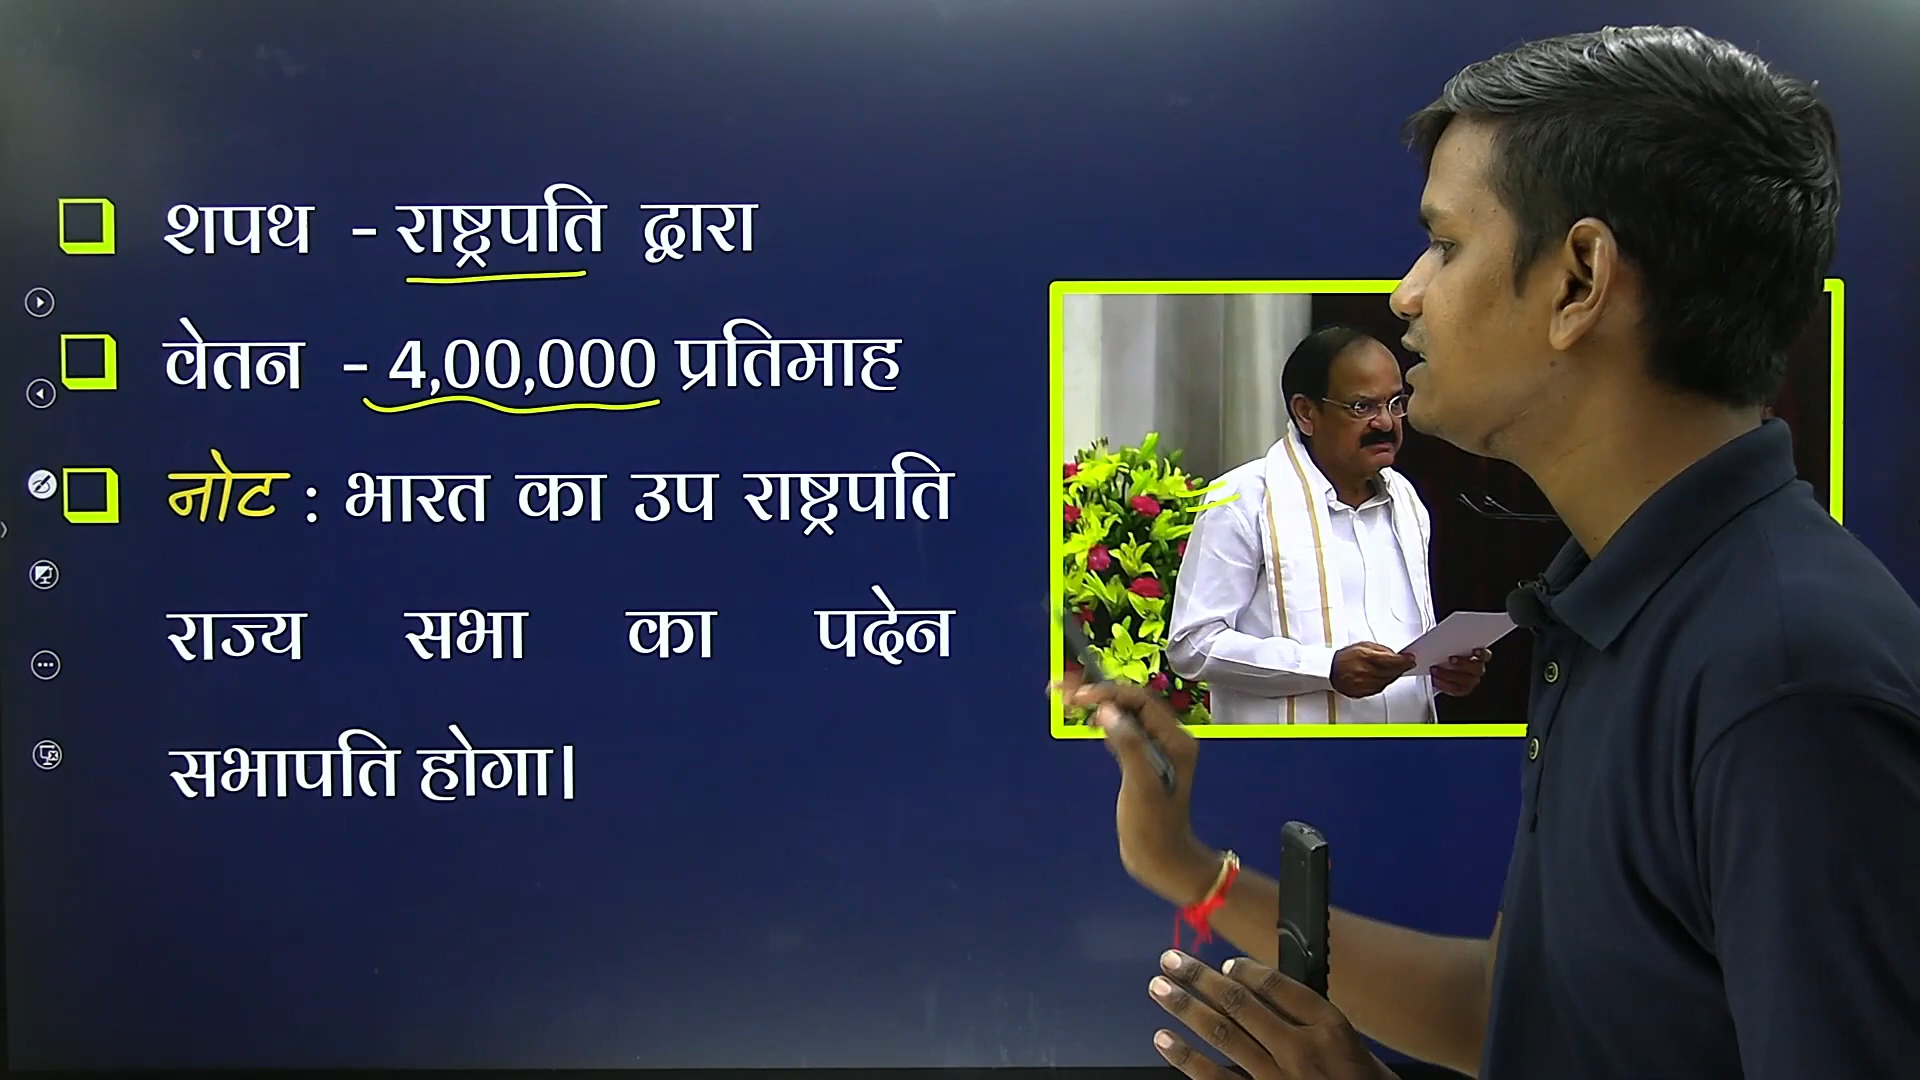 शपथ - राष्ट्रपति द्वारा
वेतन - 4,00,000 प्रतिमाह
नोट : भारत का उप राष्ट्रपति
राज्य सभा का पदेन
सभापति होगा।